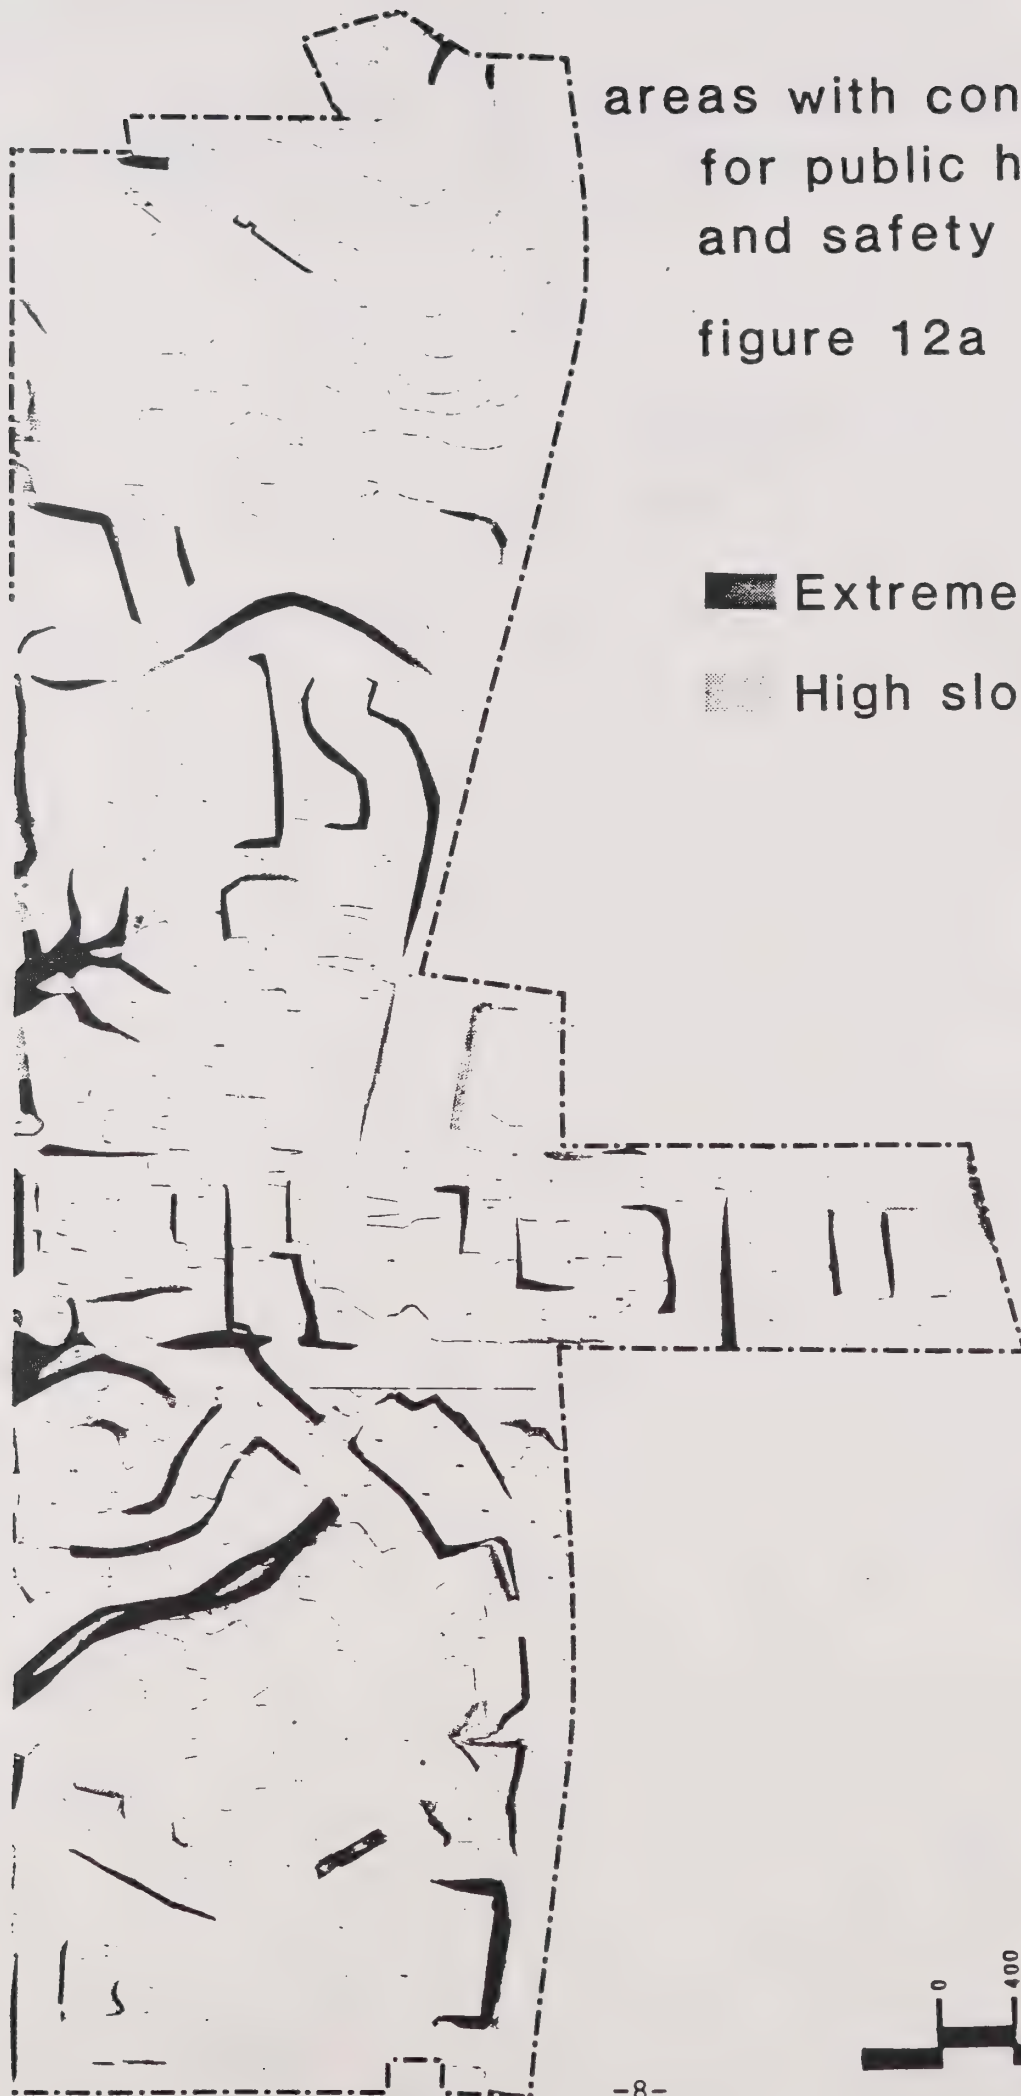 areas with con
for public h
and safety
figure 12a
Extreme
High slo
0
400
-8-